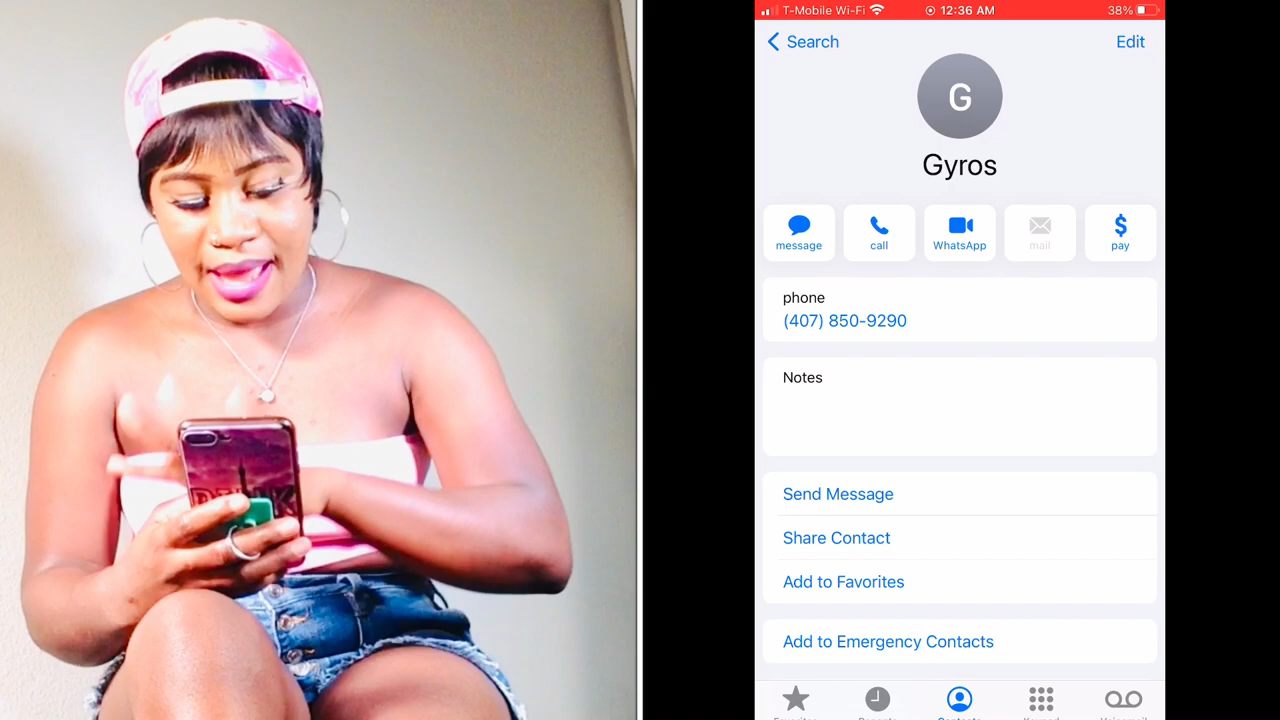 T-Mobile Wi-Fi 12:36 AM 38%
Search Edit
G
Gyros
message call WhatsApp mail pay
phone
(407) 850-9290
Notes
Send Message
Share Contact
Add to Favorites
Add to Emergency Contacts